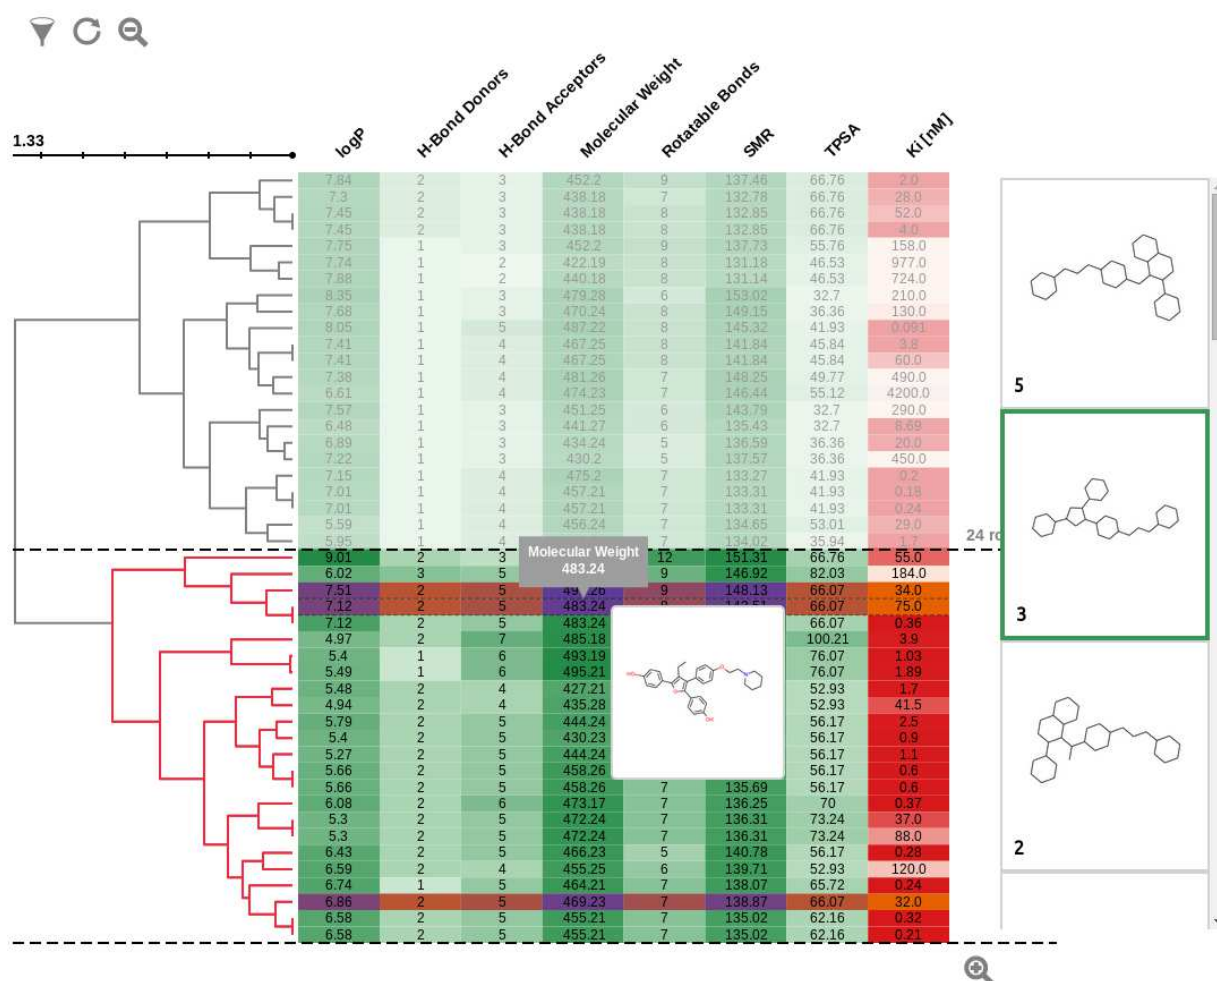 1.33
logP
H-Bond Donors
H-Bond Acceptors
Molecular Weight
Rotatable Bonds
SMR
TPSA
Ki [nM]
7.84 2 3 452.2 9 137.46 66.76 2.0
7.3 2 3 438.18 7 132.78 66.76 28.0
7.45 2 3 438.18 8 132.85 66.76 52.0
7.45 2 3 438.18 8 132.85 66.76 4.0
7.75 1 3 452.2 9 137.73 55.76 158.0
7.74 1 2 422.19 8 131.18 46.53 977.0
7.88 1 2 440.18 8 131.14 46.53 724.0
8.35 1 3 479.28 6 153.02 32.7 210.0
7.68 1 3 470.24 8 149.15 36.36 130.0
8.05 1 5 487.22 8 145.32 41.93 0.091
7.41 1 4 467.25 8 141.84 45.84 3.8
7.41 1 4 467.25 8 141.84 45.84 60.0
7.38 1 4 481.26 7 148.25 49.77 490.0
6.61 1 4 474.23 7 146.44 55.12 4200.0
7.57 1 3 451.25 6 143.79 32.7 290.0
6.48 1 3 441.27 6 135.43 32.7 8.69
6.89 1 3 434.24 5 136.59 36.36 20.0
7.22 1 3 430.2 5 137.57 36.36 450.0
7.15 1 4 475.2 7 133.27 41.93 0.2
7.01 1 4 457.21 7 133.31 41.93 0.18
7.01 1 4 457.21 7 133.31 41.93 0.24
5.59 1 4 456.24 7 134.65 53.01 29.0
5.95 1 4 7 134.02 35.94 1.7
24
Molecular Weight
483.24
9.01 2 3 12 151.31 66.76 55.0
6.02 3 5 9 146.92 82.03 184.0
7.51 2 5 9 148.13 66.07 34.0
7.12 2 5 483.24 66.07 75.0
7.12 2 5 483.24 66.07 0.36
4.97 2 7 485.18 100.21 3.9
5.4 1 6 493.19 76.07 1.03
5.49 1 6 495.21 76.07 1.89
5.48 2 4 427.21 52.93 1.7
4.94 2 4 435.28 52.93 41.5
5.79 2 5 444.24 56.17 2.5
5.4 2 5 430.23 56.17 0.9
5.27 2 5 444.24 56.17 1.1
5.66 2 5 458.26 56.17 0.6
5.66 2 5 458.26 7 135.69 56.17 0.6
6.08 2 6 473.17 7 136.25 70 0.37
5.3 2 5 472.24 7 136.31 73.24 37.0
5.3 2 5 472.24 7 136.31 73.24 88.0
6.43 2 5 466.23 5 140.78 56.17 0.28
6.59 2 4 455.25 6 139.71 52.93 120.0
6.74 1 5 464.21 7 138.07 65.72 0.24
6.86 2 5 469.23 7 138.87 66.07 32.0
6.58 2 5 455.21 7 135.02 62.16 0.32
6.58 2 5 455.21 7 135.02 62.16 0.21
5
3
2